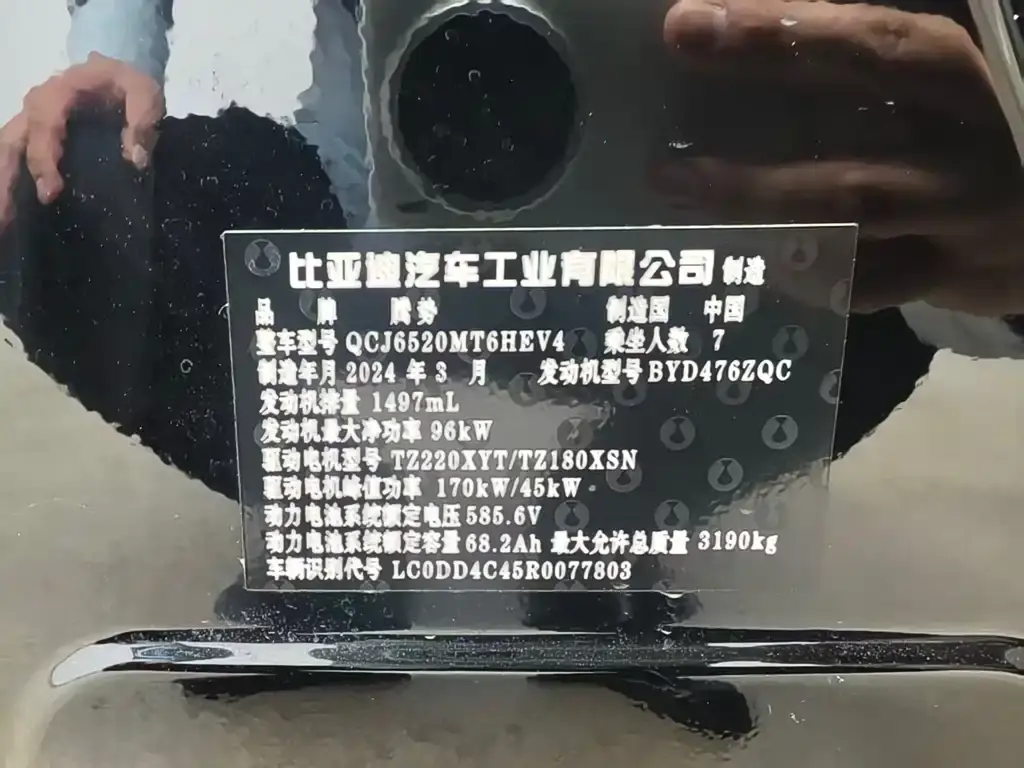 比亚迪汽车工业有限公司 制造
品 牌 腾势 制造国 中国
整车型号 QCJ6520MT6HEV4 乘坐人数 7
制造年月 2024 年 3 月 发动机型号 BYD476ZQC
发动机排量 1497mL
发动机最大净功率 96kW
驱动电机型号 TZ220XYT/TZ180XSN
驱动电机峰值功率 170kW/45kW
动力电池系统额定电压 585.6V
动力电池系统额定容量 68.2Ah 最大允许总质量 3190kg
车辆识别代号 LC0DD4C45R0077803